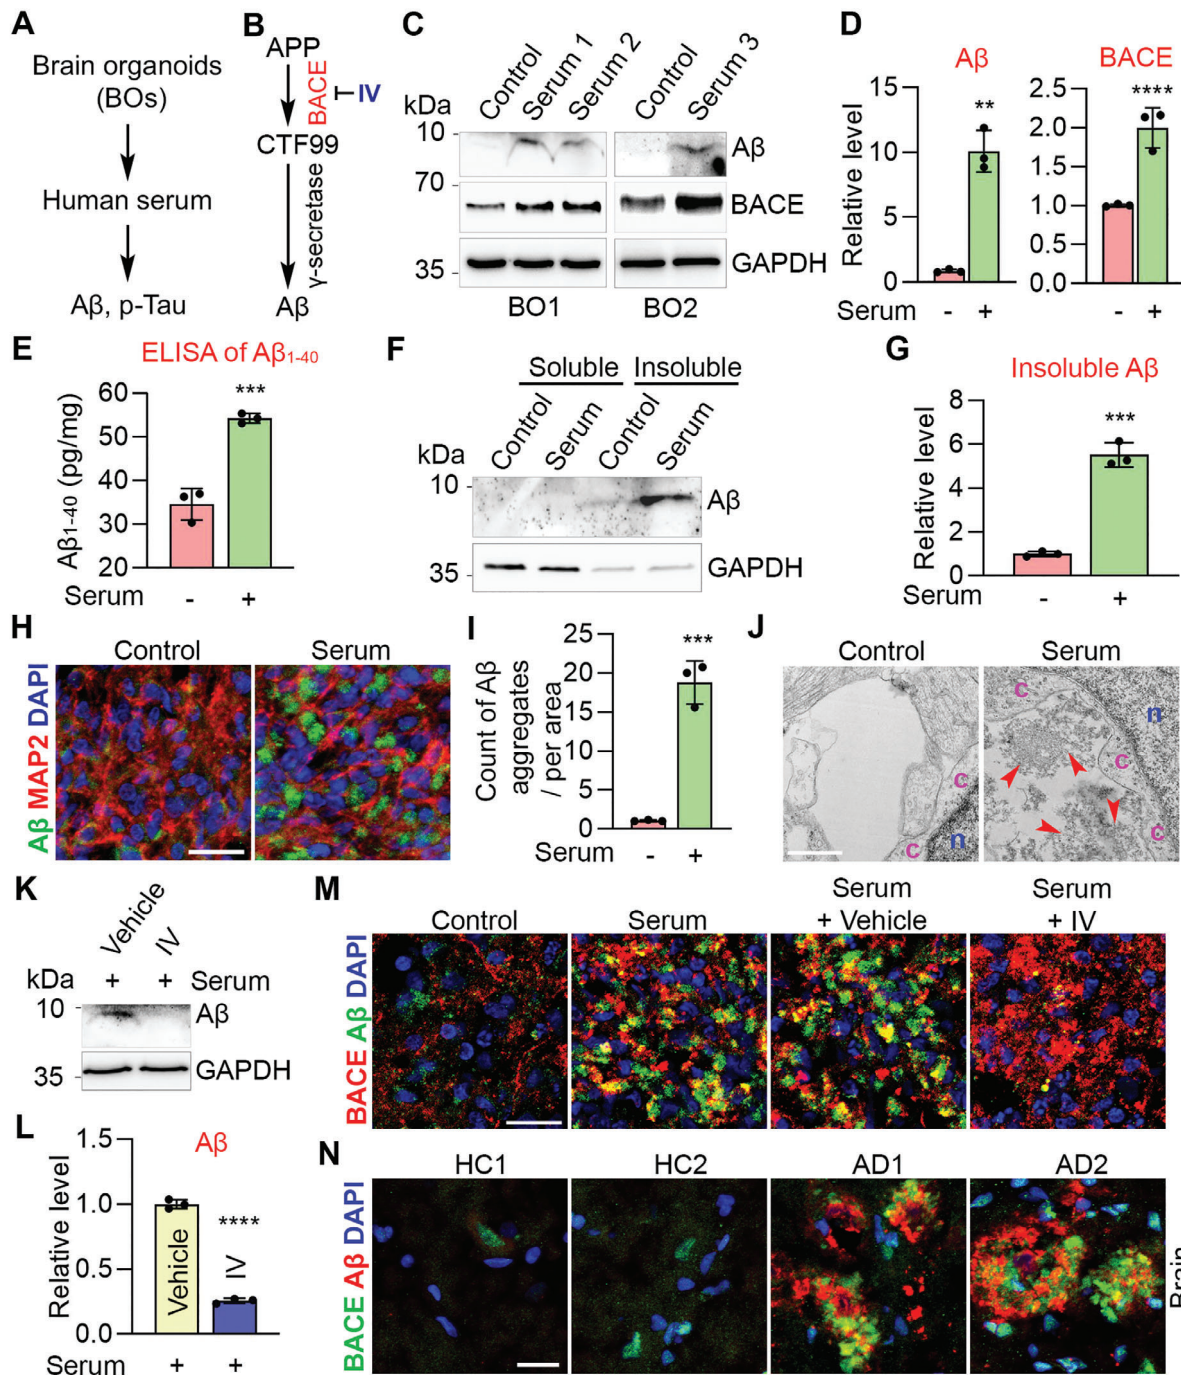 A
Brain organoids
(BOs)
Human serum
Aβ, p-Tau
B
APP
BACE
IV
CTF99
γ-secretase
Aβ
C
Control
Serum 1
Serum 2
Control
Serum 3
kDa
10
Aβ
70
BACE
35
GAPDH
BO1
BO2
D
Aβ
Relative level
15
10
5
0
**
Serum - +
BACE
2.5
2.0
1.5
1.0
0.5
0.0
****
- +
E
ELISA of Aβ1-40
Aβ1-40 (pg/mg)
60
50
40
30
20
***
Serum - +
F
Soluble
Insoluble
Control
Serum
Control
Serum
kDa
10
Aβ
35
GAPDH
G
Insoluble Aβ
Relative level
8
6
4
2
0
***
Serum - +
H
Control
Serum
Aβ MAP2 DAPI
I
Count of Aβ
aggregates
/ per area
25
20
15
10
5
0
***
Serum - +
J
Control
Serum
c
n
c
c
n
c
c
K
Vehicle
IV
kDa
+ + Serum
10
Aβ
35
GAPDH
L
Aβ
Relative level
1.5
1.0
0.5
0.0
Vehicle
****
IV
Serum + +
M
Control
Serum
Serum
+ Vehicle
Serum
+ IV
BACE Aβ DAPI
N
HC1
HC2
AD1
AD2
BACE Aβ DAPI
Brain